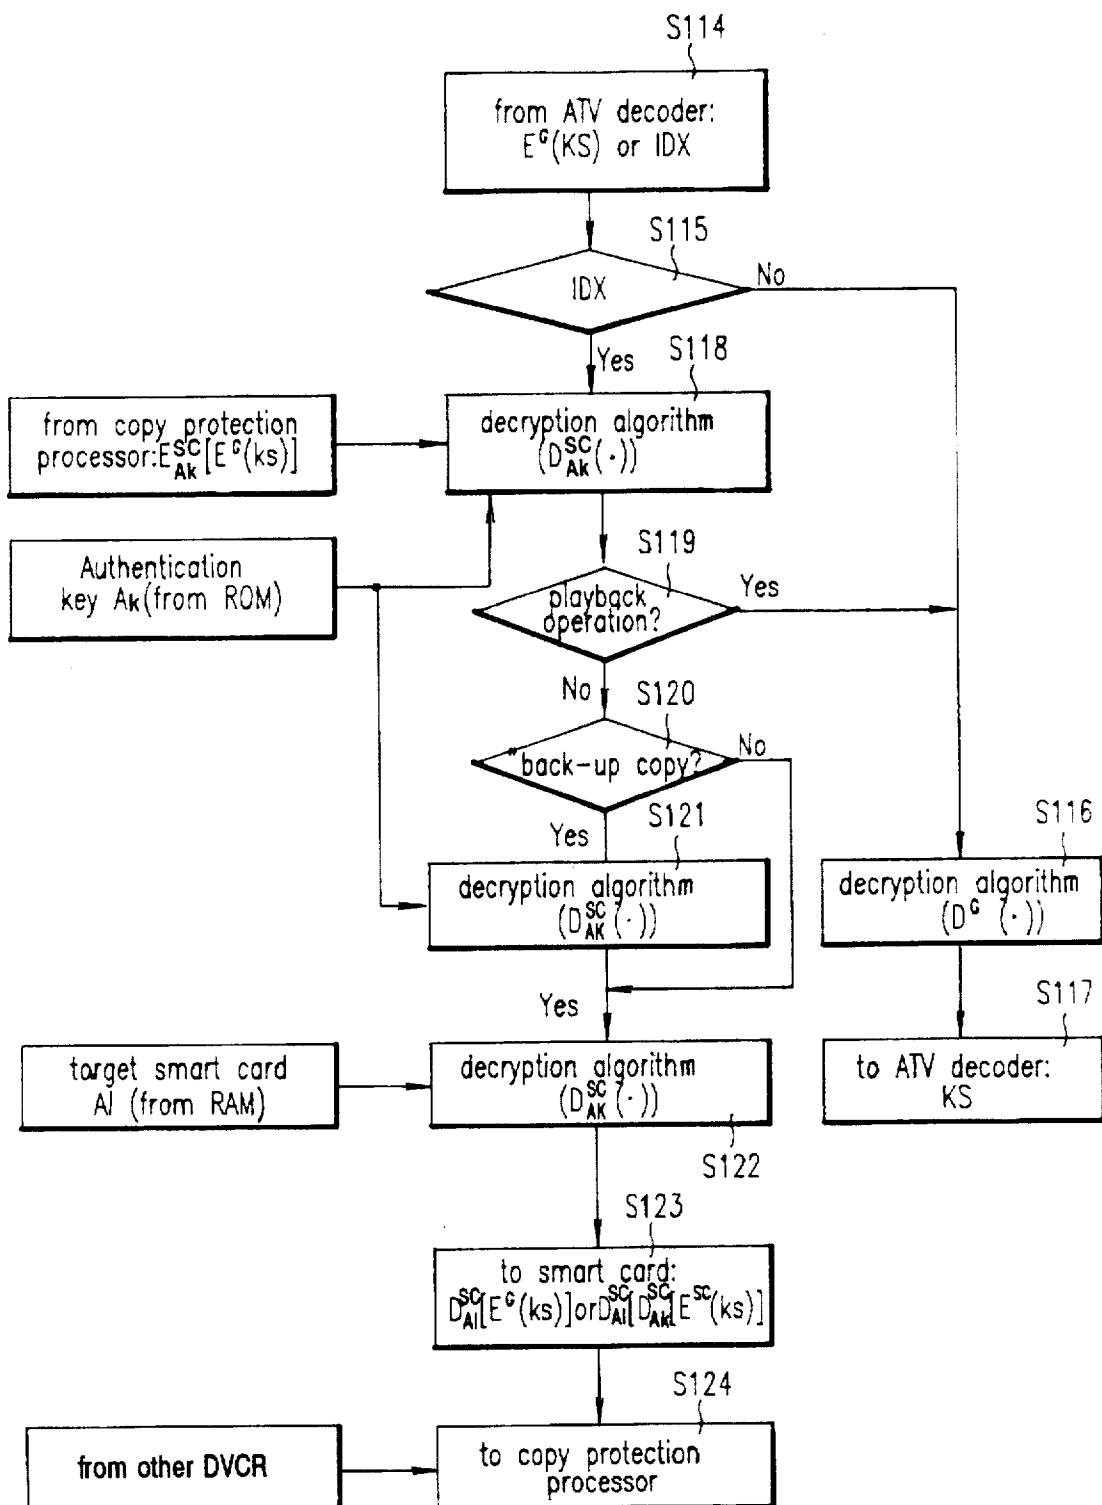 S114
from ATV decoder:
E^G(KS) or IDX
S115
IDX
No
Yes
S118
from copy protection
processor:E^SC_Ak[E^G(ks)]
decryption algorithm
(D^SC_Ak(·))
Authentication
key Ak(from ROM)
S119
playback
operation?
Yes
No
S120
"back-up copy?
No
Yes
S121
decryption algorithm
(D^SC_AK(·))
S116
decryption algorithm
(D^G (·))
Yes
S117
target smart card
Al (from RAM)
decryption algorithm
(D^SC_AK(·))
to ATV decoder:
KS
S122
S123
to smart card:
D^SC_Al[E^G(ks)]orD^SC_Al[D^SC_Ak[E^SC(ks)]
S124
from other DVCR
to copy protection
processor